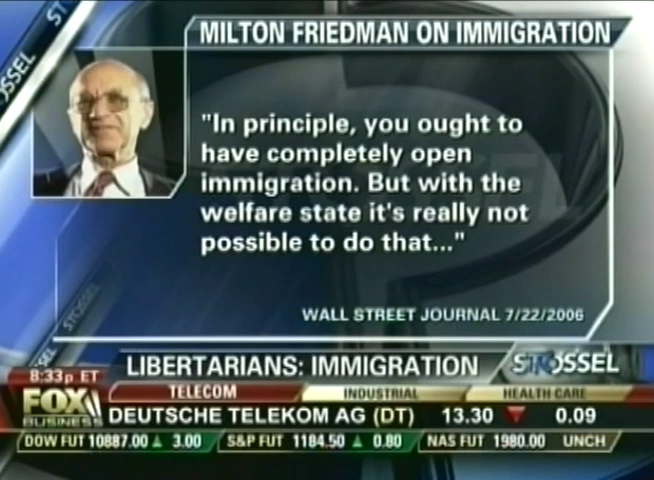 MILTON FRIEDMAN ON IMMIGRATION
"In principle, you ought to
have completely open
immigration. But with the
welfare state it's really not
possible to do that..."
WALL STREET JOURNAL 7/22/2006
STOSSEL
STOSSEL
LIBERTARIANS: IMMIGRATION
STOSSEL
8:33p ET
TELECOM INDUSTRIAL HEALTH CARE
FOX
BUSINESS
DEUTSCHE TELEKOM AG (DT) 13.30 ▼ 0.09
DOW FUT 10887.00 ▲ 3.00 S&P FUT 1184.50 ▲ 0.80 NAS FUT 1980.00 UNCH